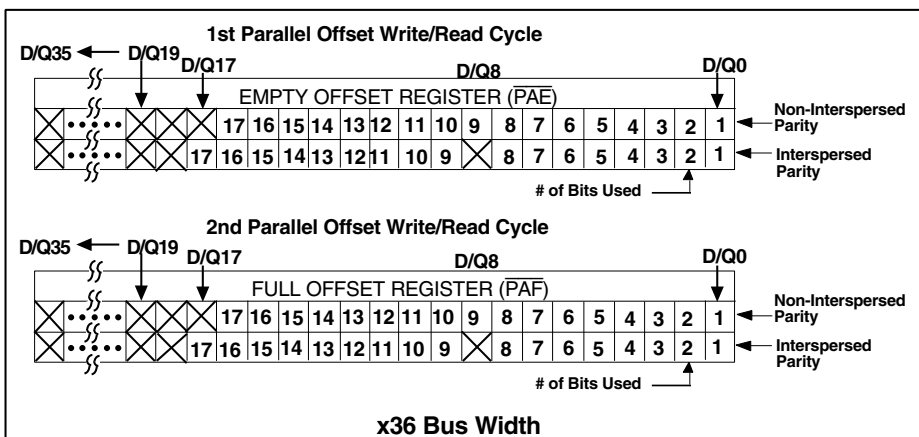 1st Parallel Offset Write/Read Cycle
D/Q35 D/Q19
D/Q17 D/Q8 D/Q0
EMPTY OFFSET REGISTER (PAE)
17 16 15 14 13 12 11 10 9 8 7 6 5 4 3 2 1 Non-Interspersed Parity
17 16 15 14 13 12 11 10 9 8 7 6 5 4 3 2 1 Interspersed Parity
# of Bits Used
2nd Parallel Offset Write/Read Cycle
D/Q35 D/Q19
D/Q17 D/Q8 D/Q0
FULL OFFSET REGISTER (PAF)
17 16 15 14 13 12 11 10 9 8 7 6 5 4 3 2 1 Non-Interspersed Parity
17 16 15 14 13 12 11 10 9 8 7 6 5 4 3 2 1 Interspersed Parity
# of Bits Used
x36 Bus Width